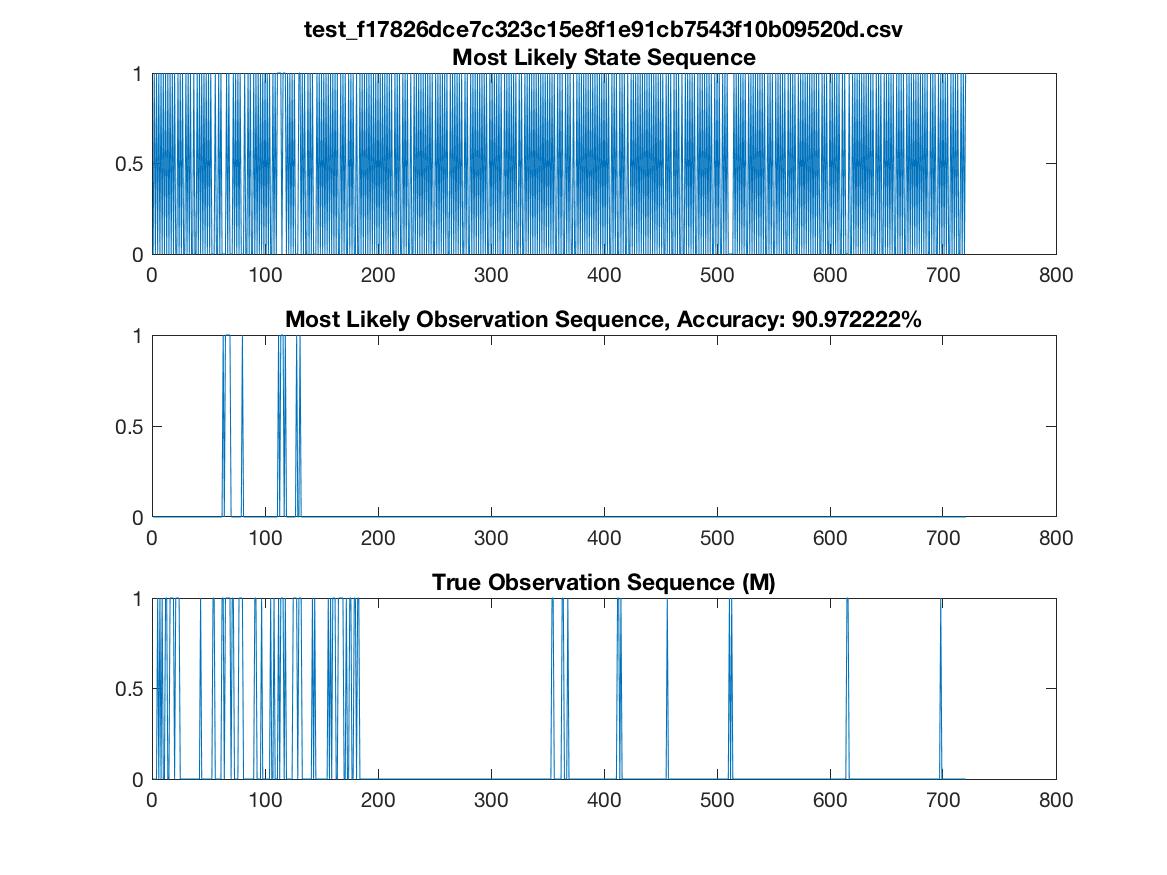 test_f17826dce7c323c15e8f1e91cb7543f10b09520d.csv
Most Likely State Sequence
1
0.5
0
0 100 200 300 400 500 600 700 800
Most Likely Observation Sequence, Accuracy: 90.972222%
1
0.5
0
0 100 200 300 400 500 600 700 800
True Observation Sequence (M)
1
0.5
0
0 100 200 300 400 500 600 700 800